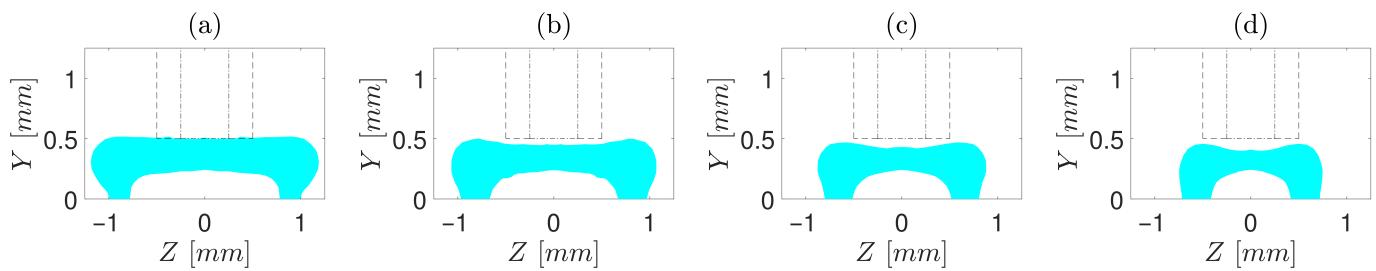 (a) (b) (c) (d)
Y [mm] 1 0.5 0 Y [mm] 1 0.5 0 Y [mm] 1 0.5 0 Y [mm] 1 0.5 0
−1 0 1 −1 0 1 −1 0 1 −1 0 1
Z [mm] Z [mm] Z [mm] Z [mm]